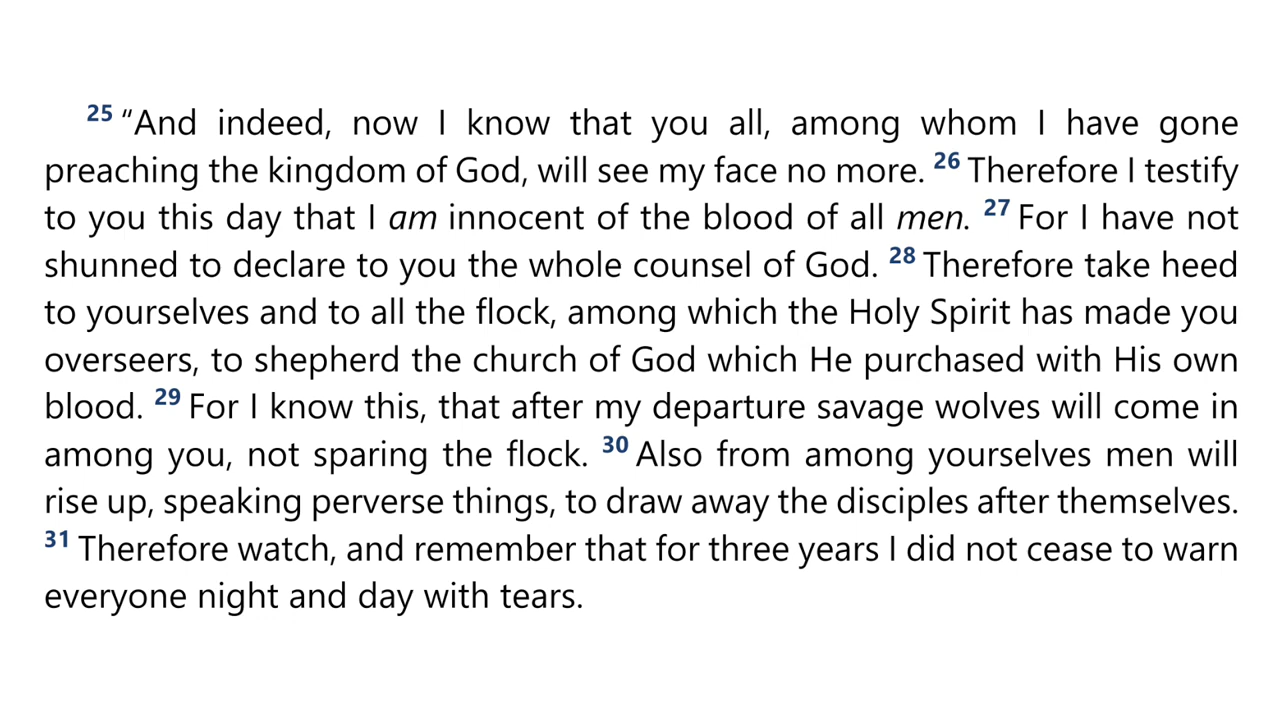 25 “And indeed, now I know that you all, among whom I have gone
preaching the kingdom of God, will see my face no more. 26 Therefore I testify
to you this day that I am innocent of the blood of all men. 27 For I have not
shunned to declare to you the whole counsel of God. 28 Therefore take heed
to yourselves and to all the flock, among which the Holy Spirit has made you
overseers, to shepherd the church of God which He purchased with His own
blood. 29 For I know this, that after my departure savage wolves will come in
among you, not sparing the flock. 30 Also from among yourselves men will
rise up, speaking perverse things, to draw away the disciples after themselves.
31 Therefore watch, and remember that for three years I did not cease to warn
everyone night and day with tears.